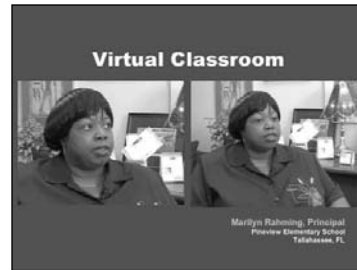 Virtual Classroom
Marilyn Rahming, Principal
Pineview Elementary School
Tallahassee, FL